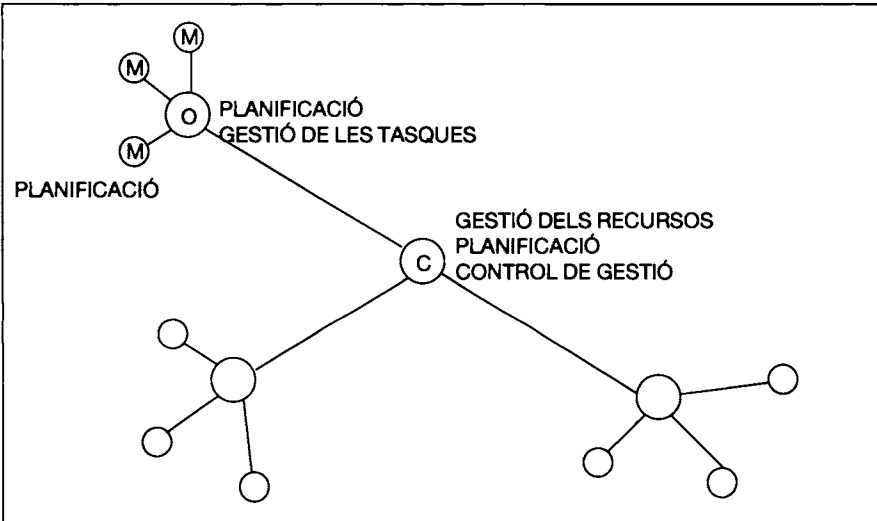 M
M
O PLANIFICACIÓ
GESTIÓ DE LES TASQUES
M
PLANIFICACIÓ
GESTIÓ DELS RECURSOS
C PLANIFICACIÓ
CONTROL DE GESTIÓ